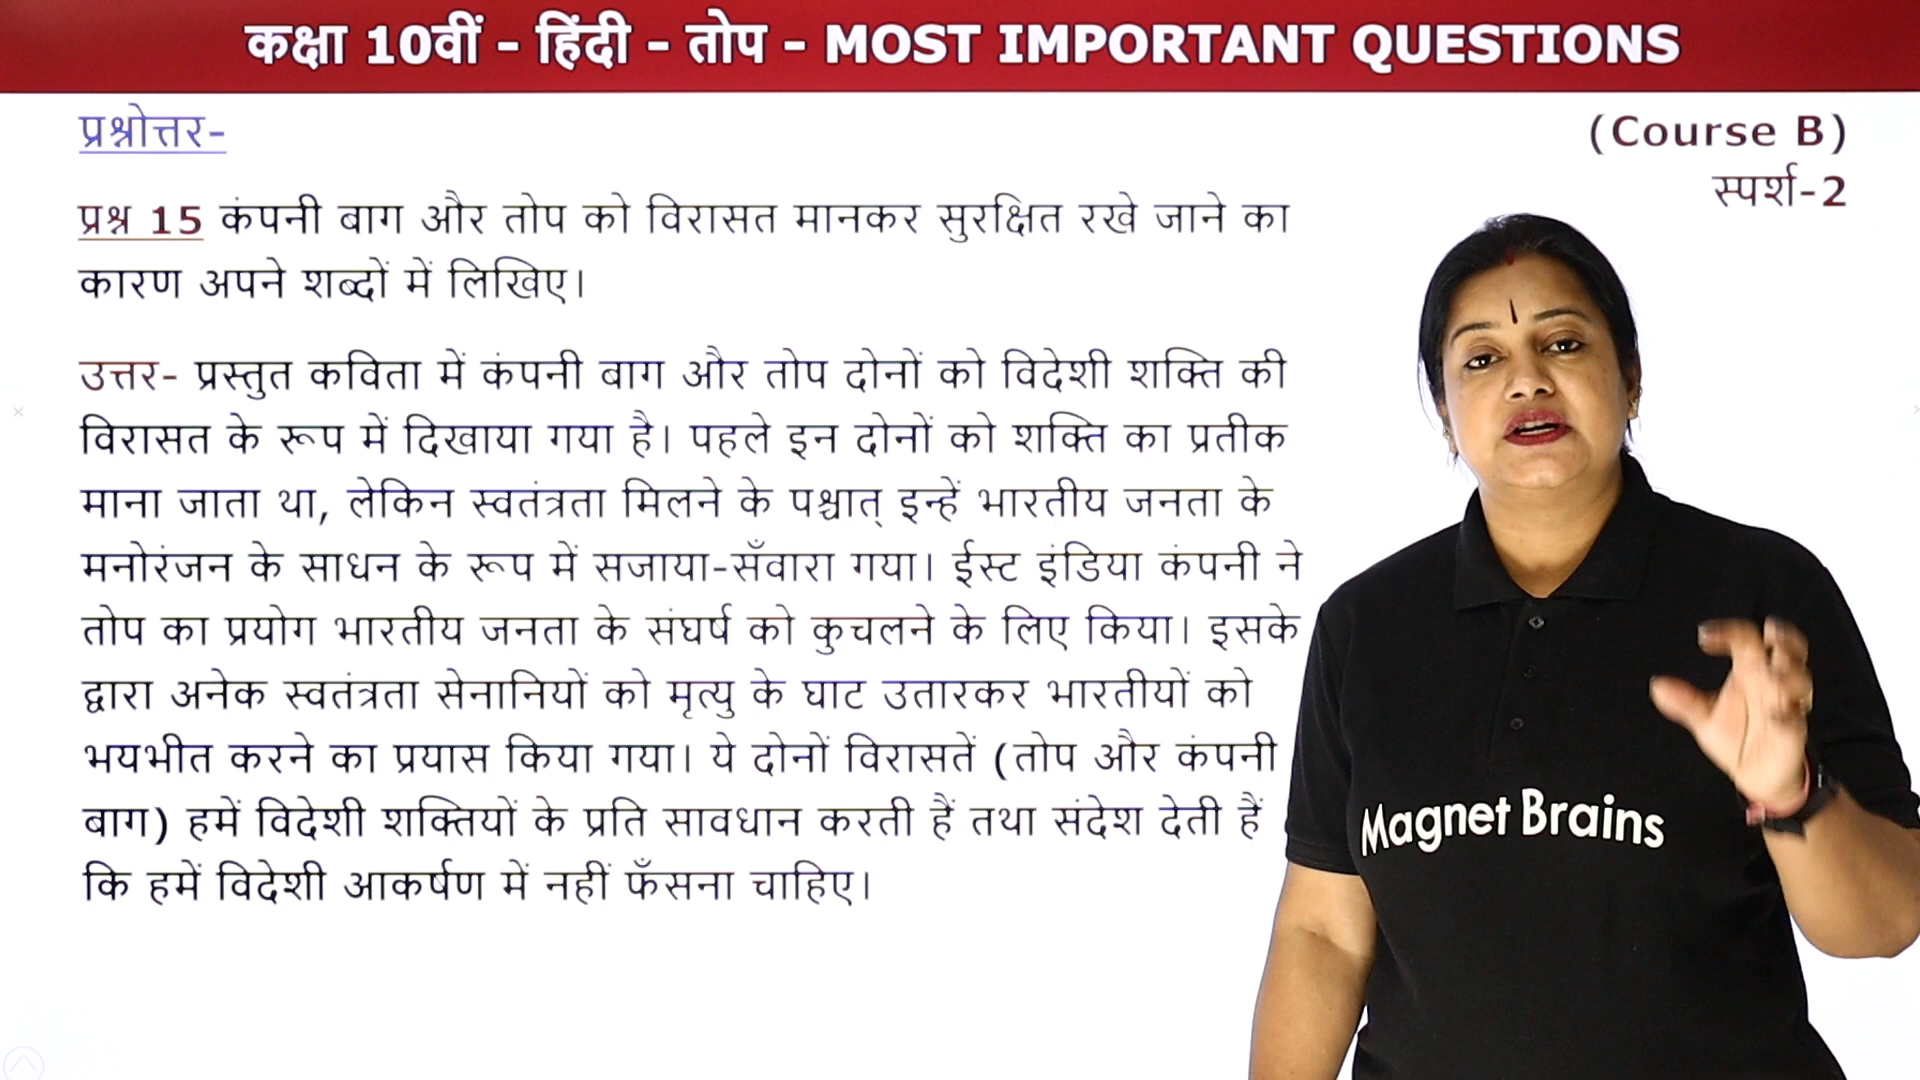 कक्षा 10वीं - हिंदी - तोप - MOST IMPORTANT QUESTIONS
प्रश्नोत्तर-
(Course B)
स्पर्श-2
प्रश्न 15 कंपनी बाग और तोप को विरासत मानकर सुरक्षित रखे जाने का
कारण अपने शब्दों में लिखिए।
उत्तर- प्रस्तुत कविता में कंपनी बाग और तोप दोनों को विदेशी शक्ति की
विरासत के रूप में दिखाया गया है। पहले इन दोनों को शक्ति का प्रतीक
माना जाता था, लेकिन स्वतंत्रता मिलने के पश्चात् इन्हें भारतीय जनता के
मनोरंजन के साधन के रूप में सजाया-सँवारा गया। ईस्ट इंडिया कंपनी ने
तोप का प्रयोग भारतीय जनता के संघर्ष को कुचलने के लिए किया। इसके
द्वारा अनेक स्वतंत्रता सेनानियों को मृत्यु के घाट उतारकर भारतीयों को
भयभीत करने का प्रयास किया गया। ये दोनों विरासतें (तोप और कंपनी
बाग) हमें विदेशी शक्तियों के प्रति सावधान करती हैं तथा संदेश देती हैं
कि हमें विदेशी आकर्षण में नहीं फँसना चाहिए।
Magnet Brains